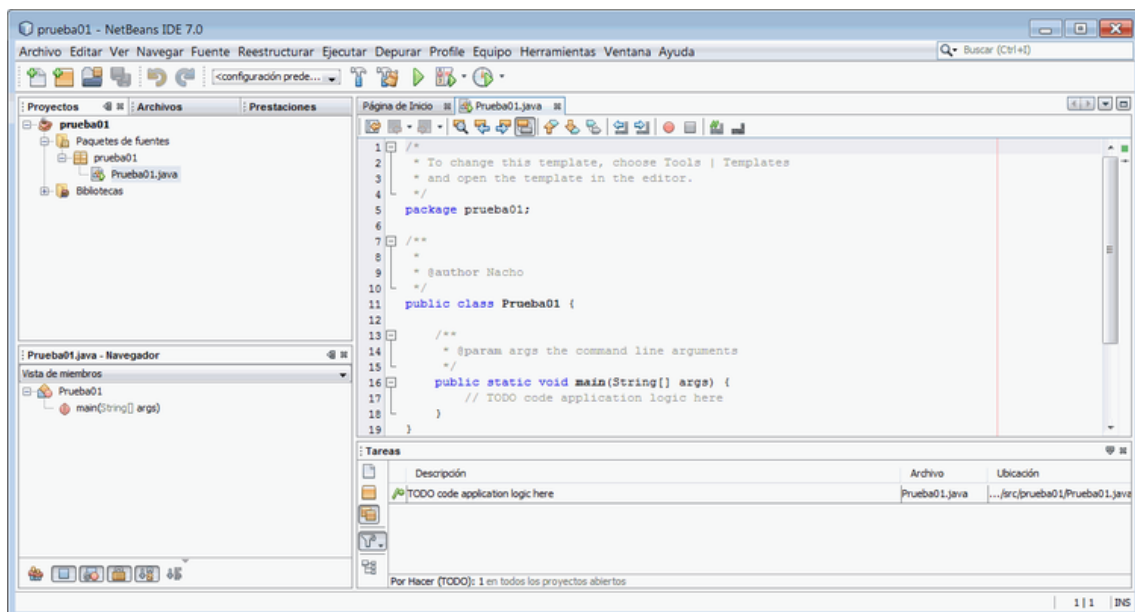 prueba01 - NetBeans IDE 7.0
Archivo Editar Ver Navegar Fuente Reestructurar Ejecutar Depurar Profile Equipo Herramientas Ventana Ayuda
Buscar (Ctrl+I)
<configuración prede...
Proyectos Archivos Prestaciones
prueba01
Paquetes de fuentes
prueba01
Prueba01.java
Bibliotecas
Prueba01.java - Navegador
Vista de miembros
Prueba01
main(String[] args)
Página de Inicio Prueba01.java
1 /*
2 * To change this template, choose Tools | Templates
3 * and open the template in the editor.
4 */
5 package prueba01;
6
7 /**
8 *
9 * @author Nacho
10 */
11 public class Prueba01 {
12
13 /**
14 * @param args the command line arguments
15 */
16 public static void main(String[] args) {
17 // TODO code application logic here
18 }
19 }
Tareas
Descripción Archivo Ubicación
TODO code application logic here Prueba01.java .../src/prueba01/Prueba01.java
Por Hacer (TODO): 1 en todos los proyectos abiertos
1|1 INS